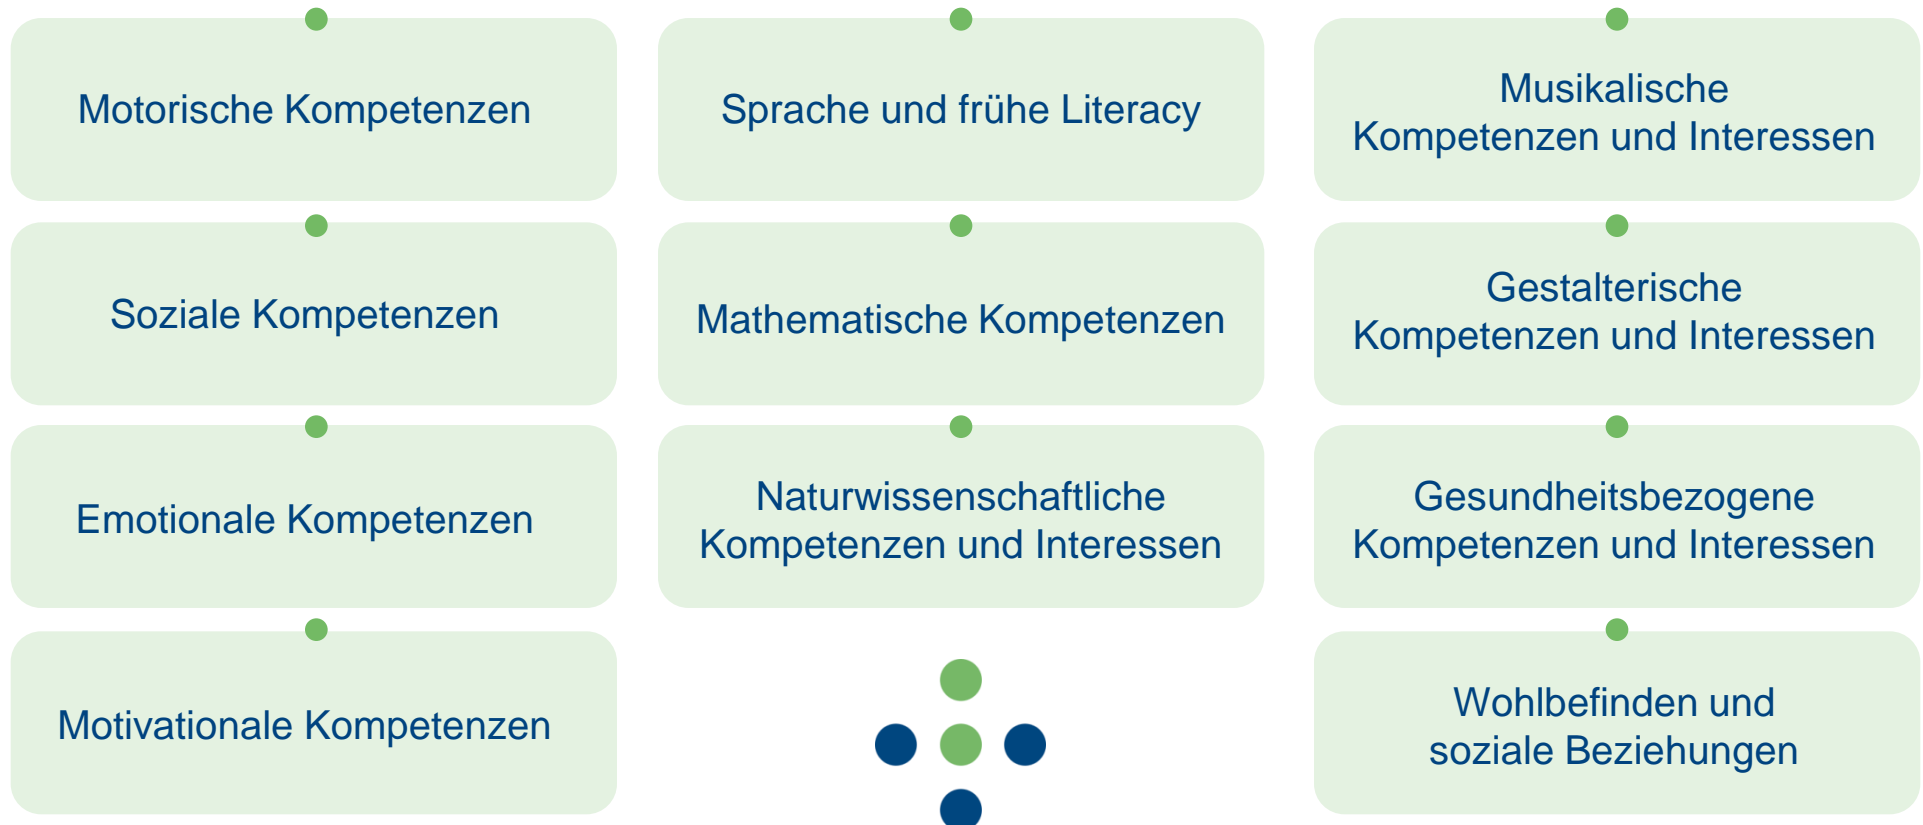 Motorische Kompetenzen
Sprache und frühe Literacy
Musikalische
Kompetenzen und Interessen
Soziale Kompetenzen
Mathematische Kompetenzen
Gestalterische
Kompetenzen und Interessen
Emotionale Kompetenzen
Naturwissenschaftliche
Kompetenzen und Interessen
Gesundheitsbezogene
Kompetenzen und Interessen
Motivationale Kompetenzen
Wohlbefinden und
soziale Beziehungen